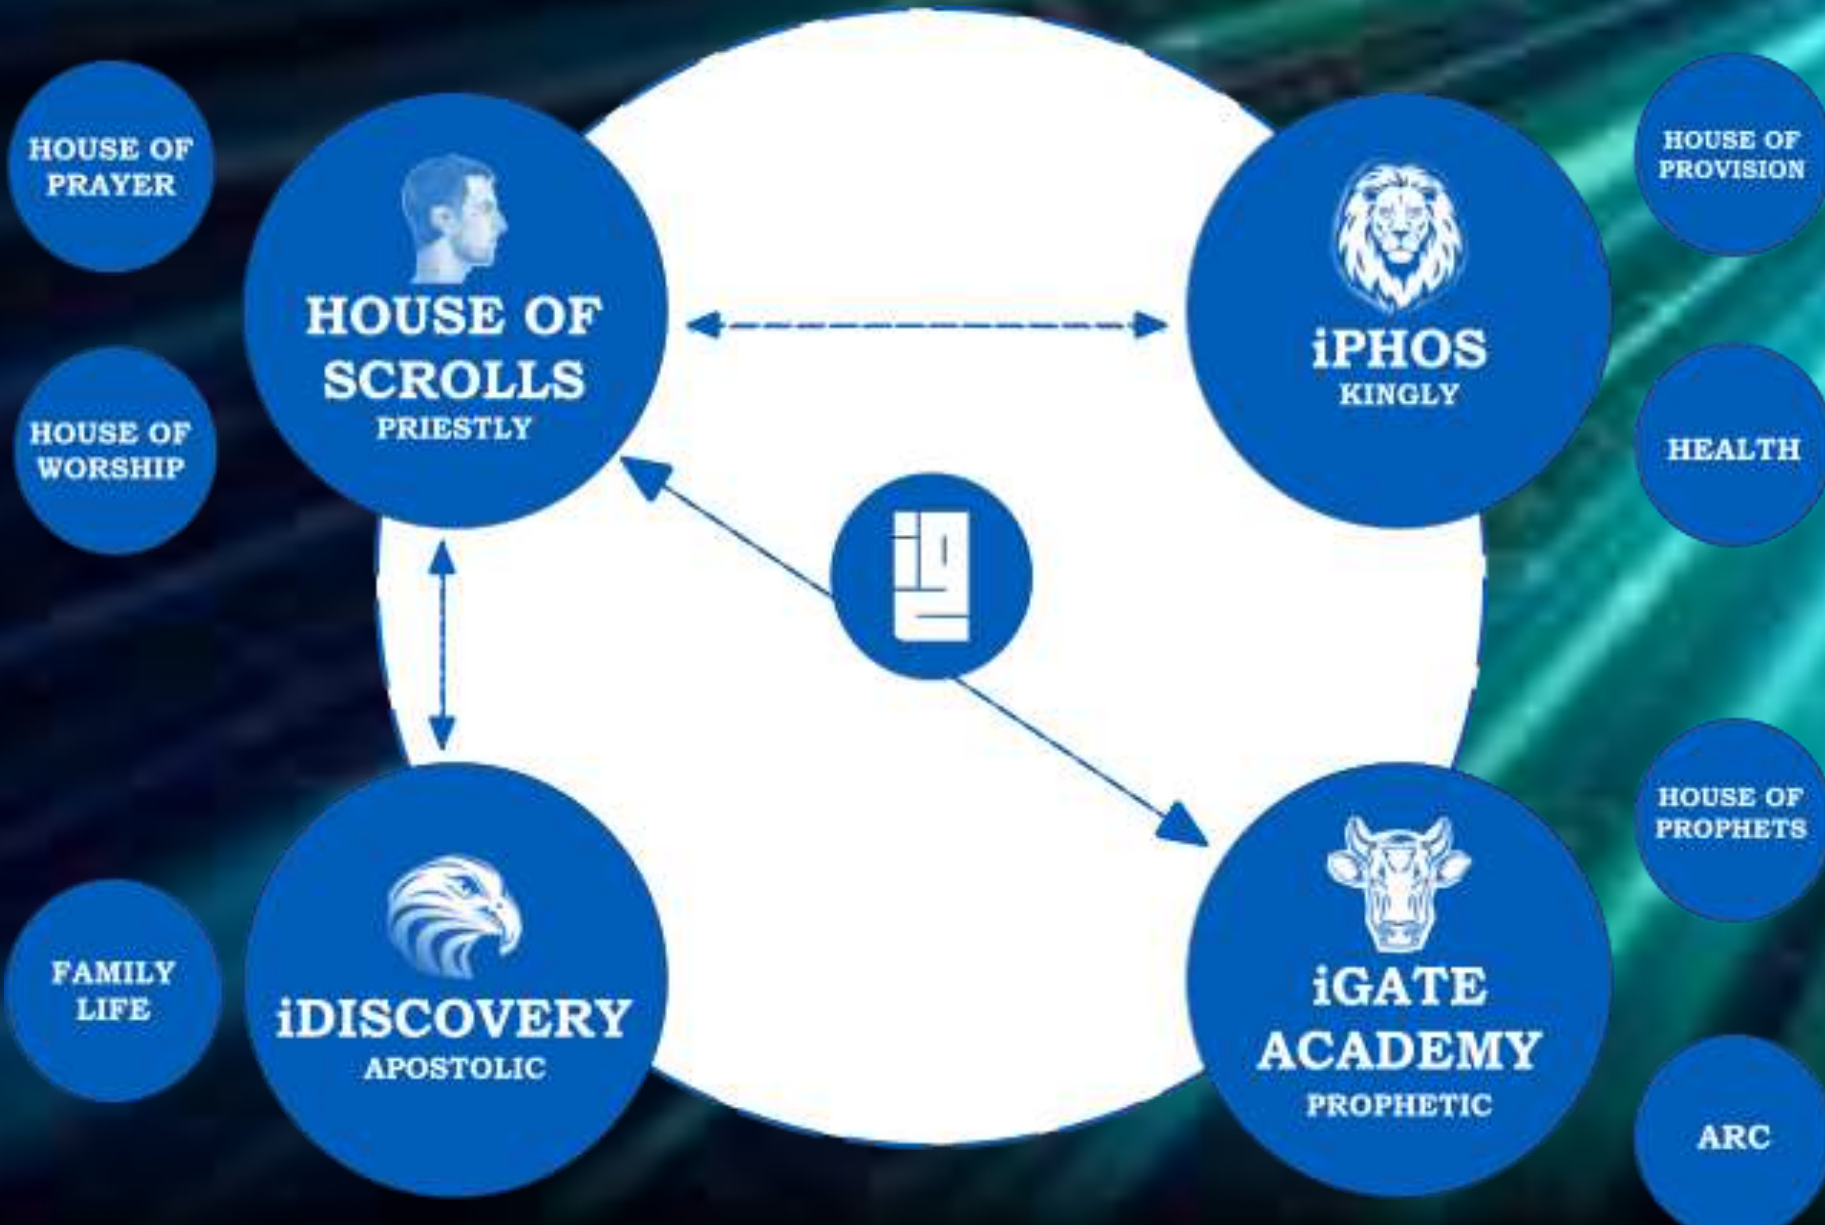 HOUSE OF
PRAYER
HOUSE OF
WORSHIP
HOUSE OF
SCROLLS
PRIESTLY
iPHOS
KINGLY
HOUSE OF
PROVISION
HEALTH
ig
FAMILY
LIFE
iDISCOVERY
APOSTOLIC
iGATE
ACADEMY
PROPHETIC
HOUSE OF
PROPHETS
ARC